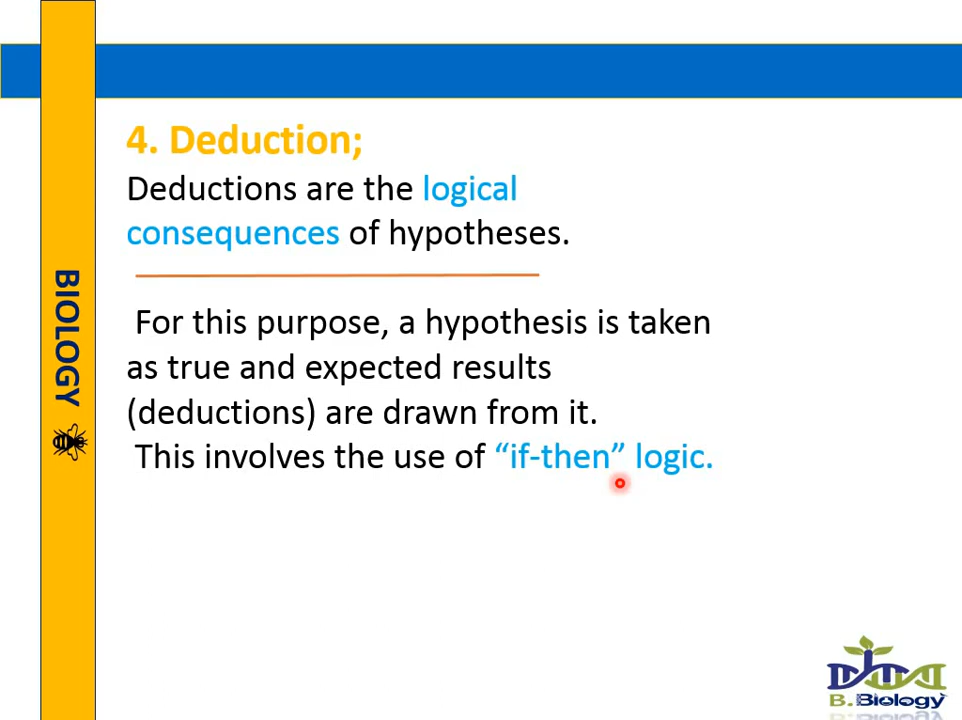 4. Deduction;
Deductions are the logical
consequences of hypotheses.
For this purpose, a hypothesis is taken
as true and expected results
(deductions) are drawn from it.
This involves the use of “if-then” logic.
BIOLOGY
B.Biology